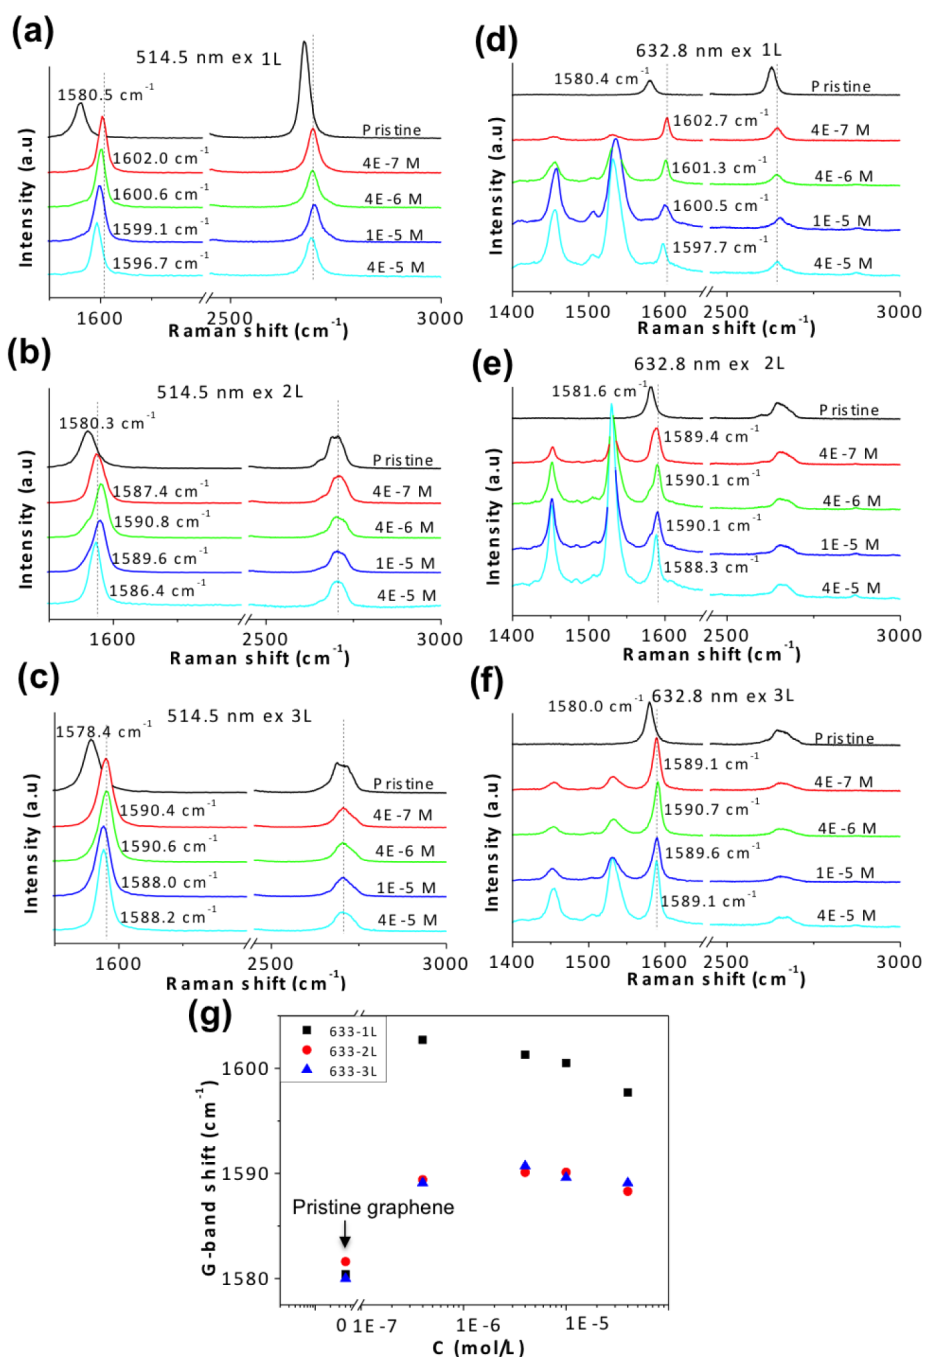 (a)
514.5 nm ex 1L
1580.5 cm⁻¹
Pristine
1602.0 cm⁻¹
4E-7 M
1600.6 cm⁻¹
4E-6 M
1599.1 cm⁻¹
1E-5 M
1596.7 cm⁻¹
4E-5 M
Intensity (a.u)
1600
2500
3000
Raman shift (cm⁻¹)
(d)
632.8 nm ex 1L
1580.4 cm⁻¹
Pristine
1602.7 cm⁻¹
4E-7 M
1601.3 cm⁻¹
4E-6 M
1600.5 cm⁻¹
1E-5 M
1597.7 cm⁻¹
4E-5 M
Intensity (a.u)
1400
1500
1600
2500
3000
Raman shift (cm⁻¹)
(b)
514.5 nm ex 2L
1580.3 cm⁻¹
Pristine
1587.4 cm⁻¹
4E-7 M
1590.8 cm⁻¹
4E-6 M
1589.6 cm⁻¹
1E-5 M
1586.4 cm⁻¹
4E-5 M
Intensity (a.u)
1600
2500
3000
Raman shift (cm⁻¹)
(e)
632.8 nm ex 2L
1581.6 cm⁻¹
Pristine
1589.4 cm⁻¹
4E-7 M
1590.1 cm⁻¹
4E-6 M
1590.1 cm⁻¹
1E-5 M
1588.3 cm⁻¹
4E-5 M
Intensity (a.u)
1400
1500
1600
2500
3000
Raman shift (cm⁻¹)
(c)
514.5 nm ex 3L
1578.4 cm⁻¹
Pristine
1590.4 cm⁻¹
4E-7 M
1590.6 cm⁻¹
4E-6 M
1588.0 cm⁻¹
1E-5 M
1588.2 cm⁻¹
4E-5 M
Intensity (a.u)
1600
2500
3000
Raman shift (cm⁻¹)
(f)
632.8 nm ex 3L
1580.0 cm⁻¹
Pristine
1589.1 cm⁻¹
4E-7 M
1590.7 cm⁻¹
4E-6 M
1589.6 cm⁻¹
1E-5 M
1589.1 cm⁻¹
4E-5 M
Intensity (a.u)
1400
1500
1600
2500
3000
Raman shift (cm⁻¹)
(g)
633-1L
633-2L
633-3L
1600
1590
1580
G-band shift (cm⁻¹)
Pristine graphene
0
1E-7
1E-6
1E-5
C (mol/L)